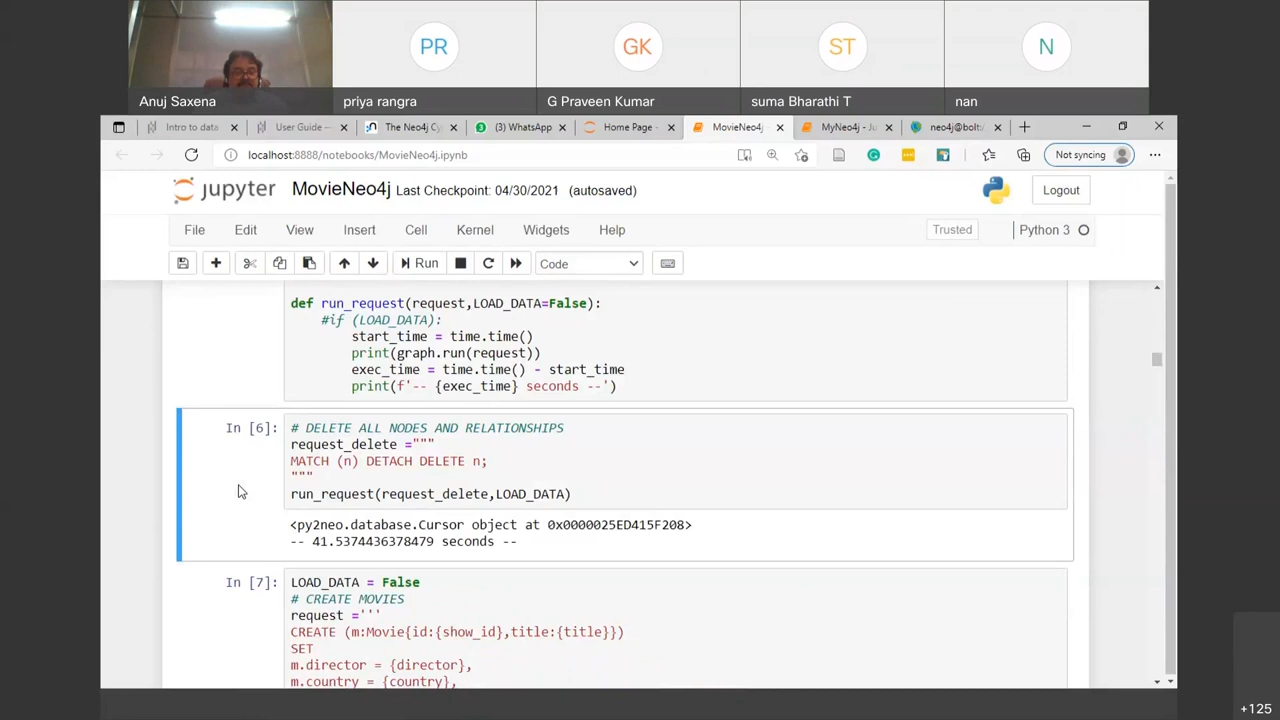 PR
GK
ST
N
Anuj Saxena
priya rangra
G Praveen Kumar
suma Bharathi T
nan
Intro to data
User Guide —
The Neo4j Cy
(3) WhatsApp
Home Page -
MovieNeo4j
MyNeo4j - Ju
neo4j@bolt:/
localhost:8888/notebooks/MovieNeo4j.ipynb
Not syncing
jupyter
MovieNeo4j Last Checkpoint: 04/30/2021 (autosaved)
Logout
File
Edit
View
Insert
Cell
Kernel
Widgets
Help
Trusted
Python 3
Run
Code
def run_request(request,LOAD_DATA=False):
#if (LOAD_DATA):
start_time = time.time()
print(graph.run(request))
exec_time = time.time() - start_time
print(f'-- {exec_time} seconds --')
In [6]:
# DELETE ALL NODES AND RELATIONSHIPS
request_delete ="""
MATCH (n) DETACH DELETE n;
"""
run_request(request_delete,LOAD_DATA)
<py2neo.database.Cursor object at 0x0000025ED415F208>
-- 41.5374436378479 seconds --
In [7]:
LOAD_DATA = False
# CREATE MOVIES
request ='''
CREATE (m:Movie{id:{show_id},title:{title}})
SET
m.director = {director},
m.country = {country},
+125